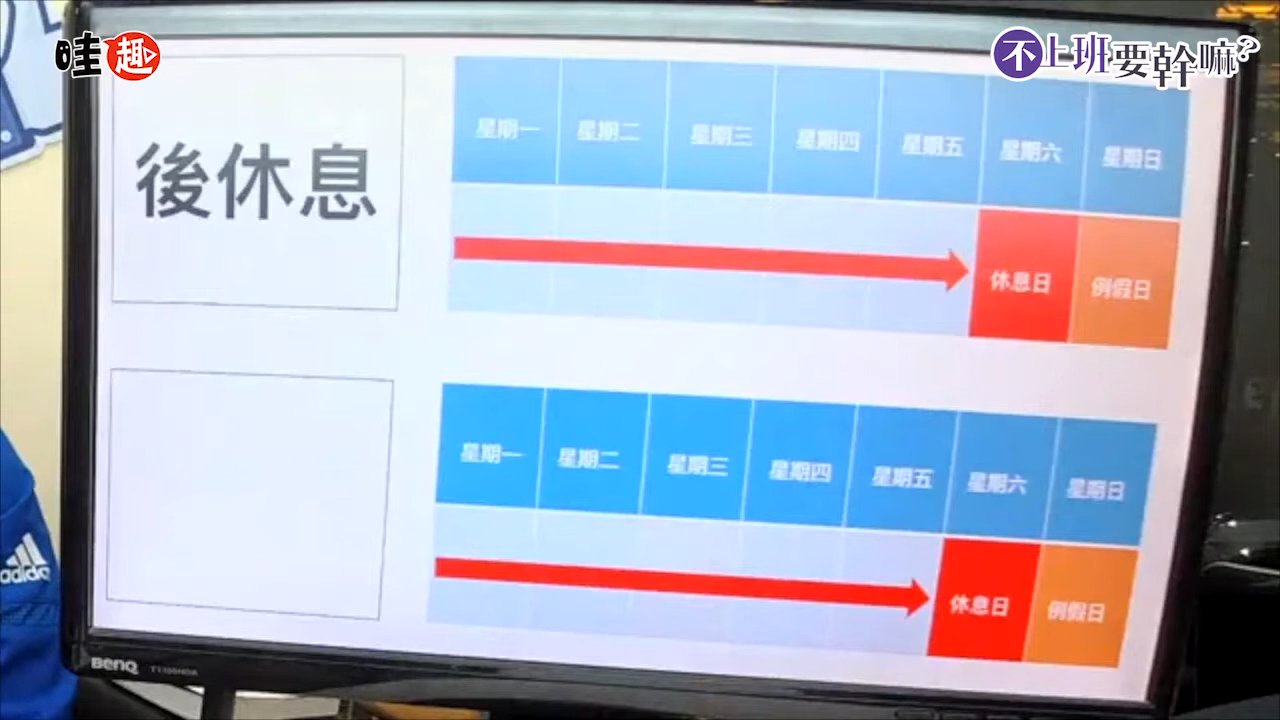 哇趣
不上班要幹嘛?
後休息
星期一 星期二 星期三 星期四 星期五 星期六 星期日
休息日 例假日
星期一 星期二 星期三 星期四 星期五 星期六 星期日
休息日 例假日
adidas
BenQ